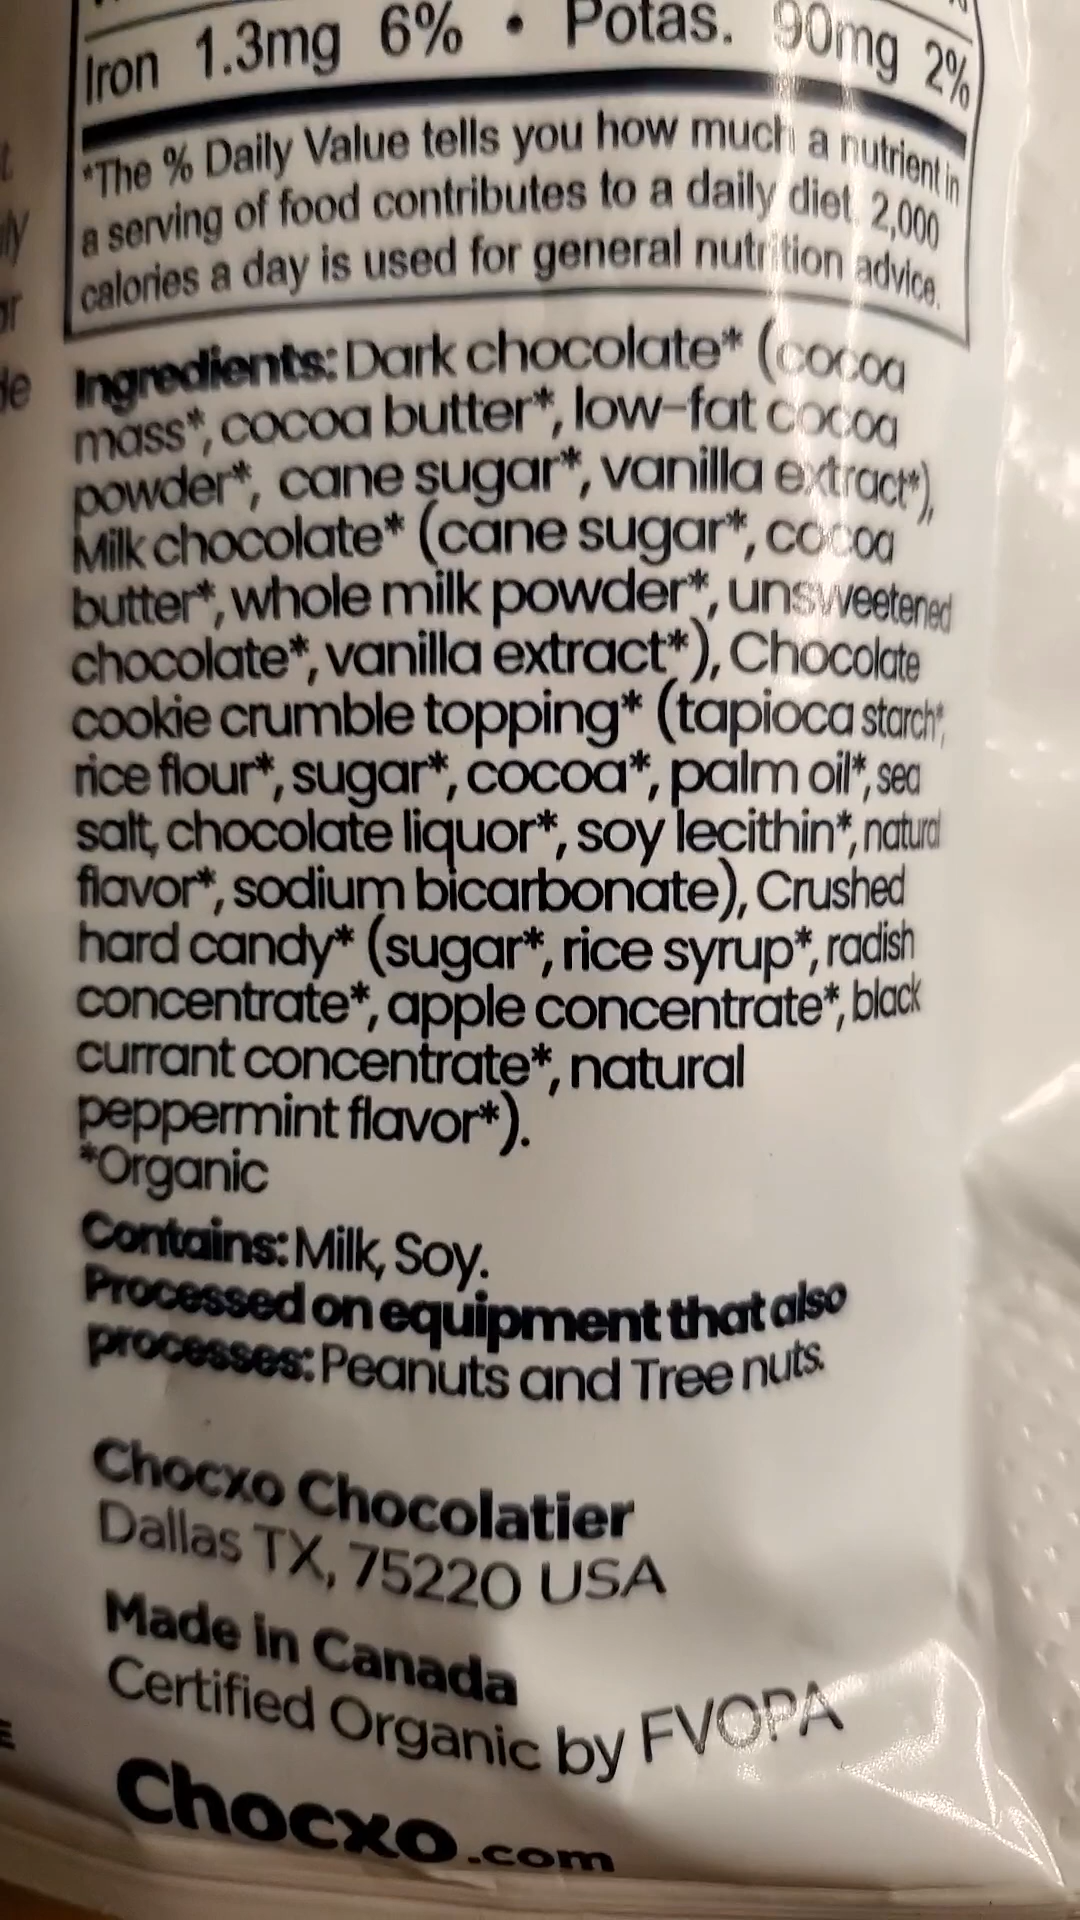 Iron 1.3mg 6% • Potas. 90mg 2%
*The % Daily Value tells you how much a nutrient in
a serving of food contributes to a daily diet. 2,000
calories a day is used for general nutrition advice.
Ingredients: Dark chocolate* (cocoa
mass*, cocoa butter*, low-fat cocoa
powder*, cane sugar*, vanilla extract*),
Milk chocolate* (cane sugar*, cocoa
butter*, whole milk powder*, unsweetened
chocolate*, vanilla extract*), Chocolate
cookie crumble topping* (tapioca starch*,
rice flour*, sugar*, cocoa*, palm oil*, sea
salt, chocolate liquor*, soy lecithin*, natural
flavor*, sodium bicarbonate), Crushed
hard candy* (sugar*, rice syrup*, radish
concentrate*, apple concentrate*, black
currant concentrate*, natural
peppermint flavor*).
*Organic
Contains: Milk, Soy.
Processed on equipment that also
processes: Peanuts and Tree nuts.
Chocxo Chocolatier
Dallas TX, 75220 USA
Made in Canada
Certified Organic by FVOPA
Chocxo.com